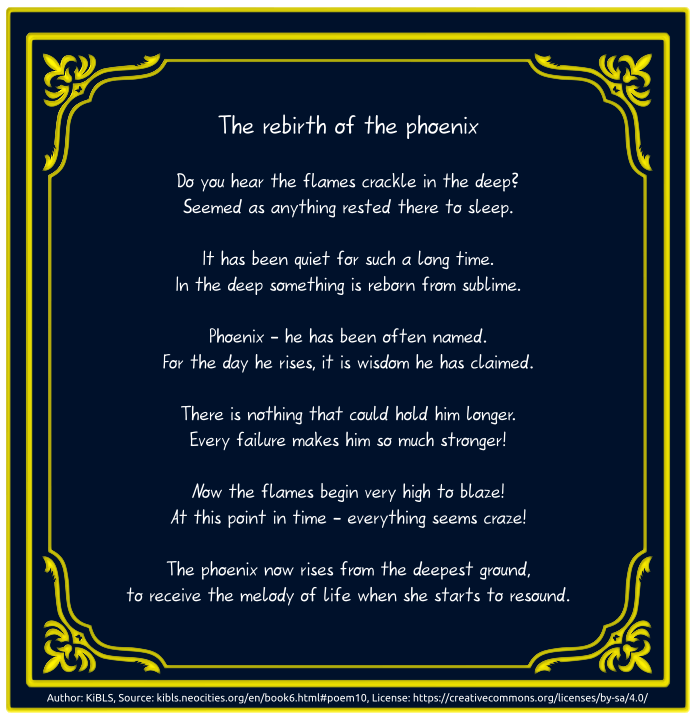 The rebirth of the phoenix
Do you hear the flames crackle in the deep?
Seemed as anything rested there to sleep.
It has been quiet for such a long time.
In the deep something is reborn from sublime.
Phoenix – he has been often named.
For the day he rises, it is wisdom he has claimed.
There is nothing that could hold him longer.
Every failure makes him so much stronger!
Now the flames begin very high to blaze!
At this point in time – everything seems craze!
The phoenix now rises from the deepest ground,
to receive the melody of life when she starts to resound.
Author: KiBLS, Source: kibls.neocities.org/en/book6.html#poem10, License: https://creativecommons.org/licenses/by-sa/4.0/